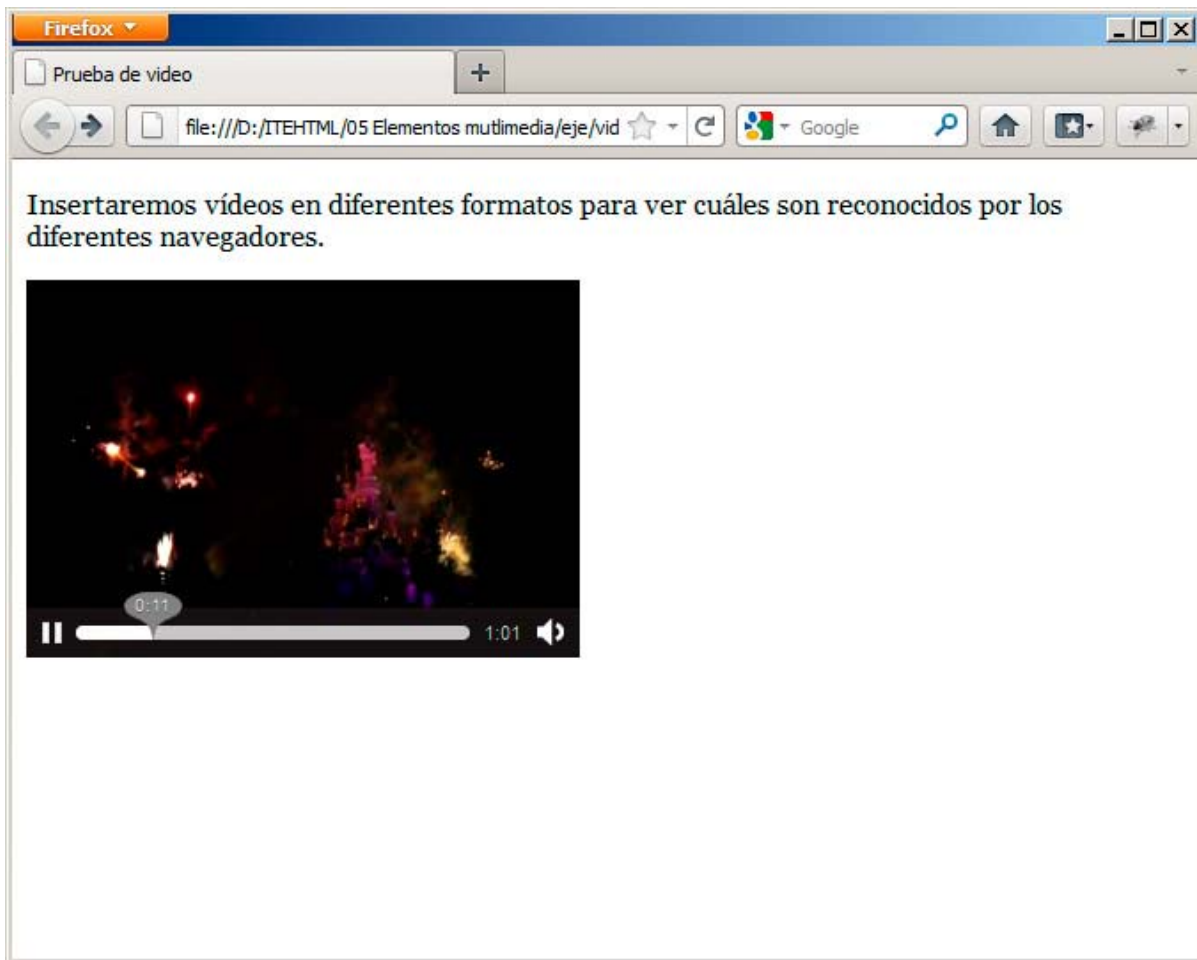 Firefox
Prueba de video
file:///D:/ITEHTML/05 Elementos mutlimedia/eje/vid
Google
Insertaremos vídeos en diferentes formatos para ver cuáles son reconocidos por los
diferentes navegadores.
0:11
1:01